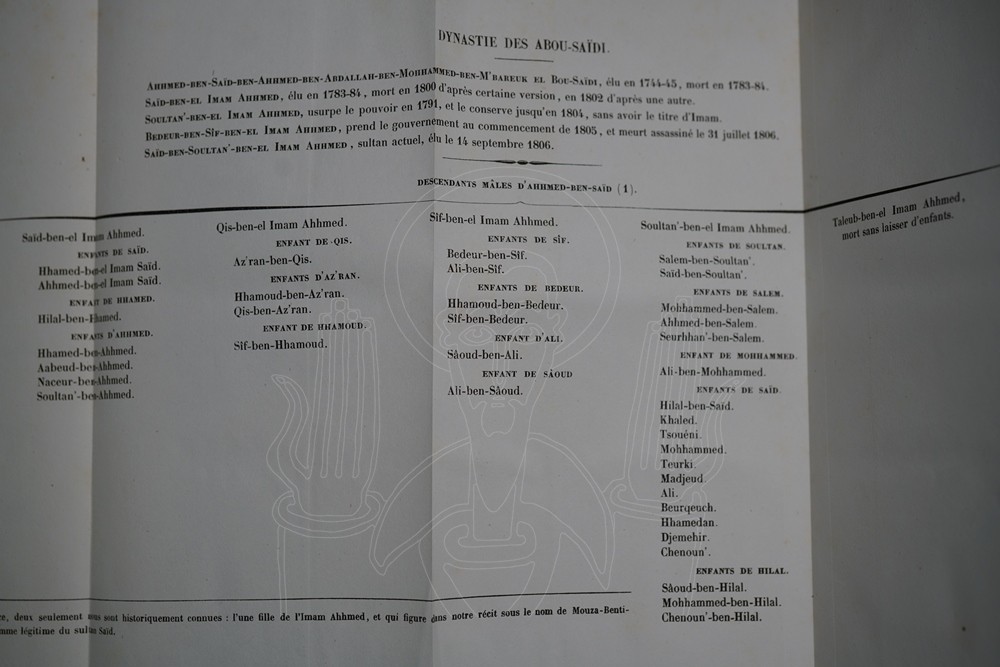 DYNASTIE DES ABOU-SAÏDI.
AHHMED-BEN-SAÏD-BEN-AHHMED-BEN-ABDALLAH-BEN-MOHHAMMED-BEN-M'BAREUK EL BOU-SAÏDI, élu en 1744-45, mort en 1783-84.
SAÏD-BEN-EL IMAM AHHMED, élu en 1783-84, mort en 1800 d'après certaine version, en 1802 d'après une autre.
SOULTAN'-BEN-EL IMAM AHHMED, usurpe le pouvoir en 1791, et le conserve jusqu'en 1804, sans avoir le titre d'Imam.
BEDEUR-BEN-SÎF-BEN-EL IMAM AHHMED, prend le gouvernement au commencement de 1805, et meurt assassiné le 31 juillet 1806.
SAÏD-BEN-SOULTAN'-BEN-EL IMAM AHHMED, sultan actuel, élu le 14 septembre 1806.
DESCENDANTS MÂLES D'AHHMED-BEN-SAÏD (1).
Saïd-ben-el Imam Ahhmed.
ENFANTS DE SAÏD.
Hhamed-ben-el Imam Saïd.
Ahhmed-ben-el Imam Saïd.
ENFANT DE HHAMED.
Hilal-ben-Hhamed.
ENFANTS D'AHHMED.
Hhamed-ben-Ahhmed.
Aabeud-ben-Ahhmed.
Naceur-ben-Ahhmed.
Soultan'-ben-Ahhmed.
Qis-ben-el Imam Ahhmed.
ENFANT DE QIS.
Az'ran-ben-Qis.
ENFANTS D'AZ'RAN.
Hhamoud-ben-Az'ran.
Qis-ben-Az'ran.
ENFANT DE HHAMOUD.
Sîf-ben-Hhamoud.
Sîf-ben-el Imam Ahhmed.
ENFANTS DE SÎF.
Bedeur-ben-Sîf.
Ali-ben-Sîf.
ENFANTS DE BEDEUR.
Hhamoud-ben-Bedeur.
Sîf-ben-Bedeur.
ENFANT D'ALI.
Sâoud-ben-Ali.
ENFANT DE SÂOUD
Ali-ben-Sâoud.
Soultan'-ben-el Imam Ahhmed.
ENFANTS DE SOULTAN.
Salem-ben-Soultan'.
Saïd-ben-Soultan'.
ENFANTS DE SALEM.
Mohhammed-ben-Salem.
Ahhmed-ben-Salem.
Seurhhan'-ben-Salem.
ENFANT DE MOHHAMMED.
Ali-ben-Mohhammed.
ENFANTS DE SAÏD.
Hilal-ben-Saïd.
Khaled.
Tsouéni.
Mohhammed.
Teurki.
Madjeud.
Ali.
Beurqeuch.
Hhamedan.
Djemehir.
Chenoun'.
ENFANTS DE HILAL.
Sâoud-ben-Hilal.
Mohhammed-ben-Hilal.
Chenoun'-ben-Hilal.
Taleub-ben-el Imam Ahhmed,
mort sans laisser d'enfants.
deux seulement nous sont historiquement connues : l'une fille de l'Imam Ahhmed, et qui figure dans notre récit sous le nom de Mouza-Benti-
légitime du sultan Saïd.